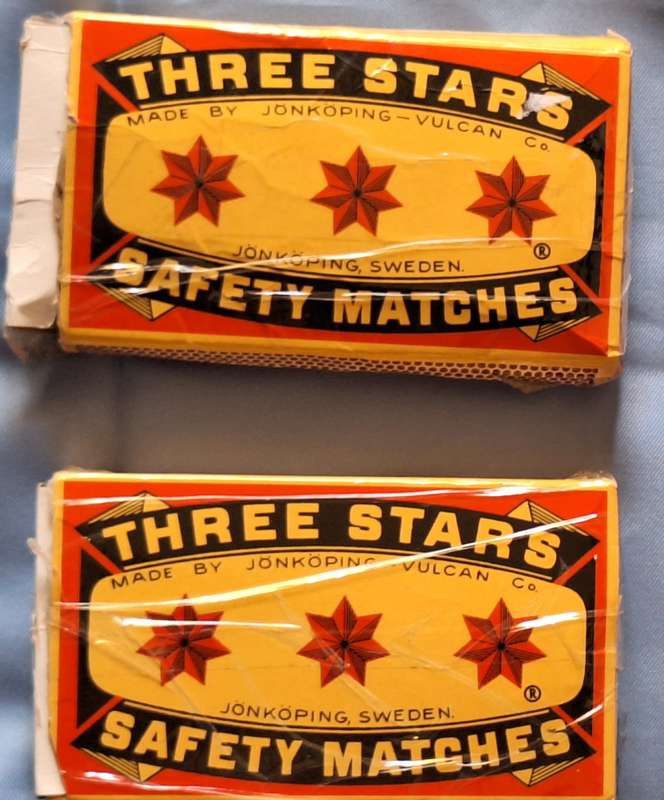 THREE STARS
MADE BY JÖNKÖPING-VULCAN Co.
JÖNKÖPING, SWEDEN.
®
SAFETY MATCHES
THREE STARS
MADE BY JÖNKÖPING-VULCAN Co.
JÖNKÖPING, SWEDEN.
®
SAFETY MATCHES